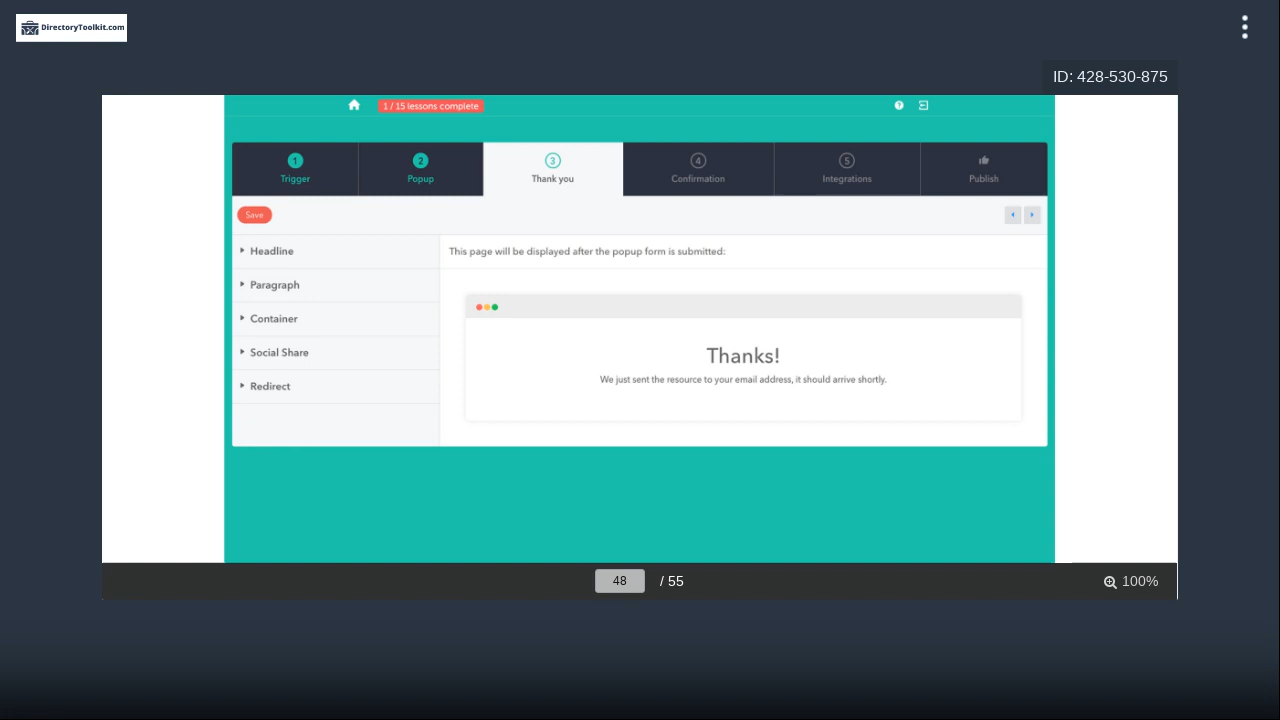 DirectoryToolkit.com
ID: 428-530-875
1 / 15 lessons complete
1 2 3 4 5
Trigger Popup Thank you Confirmation Integrations Publish
Save
Headline
This page will be displayed after the popup form is submitted:
Paragraph
Container
Social Share
Redirect
Thanks!
We just sent the resource to your email address, it should arrive shortly.
48 / 55
100%